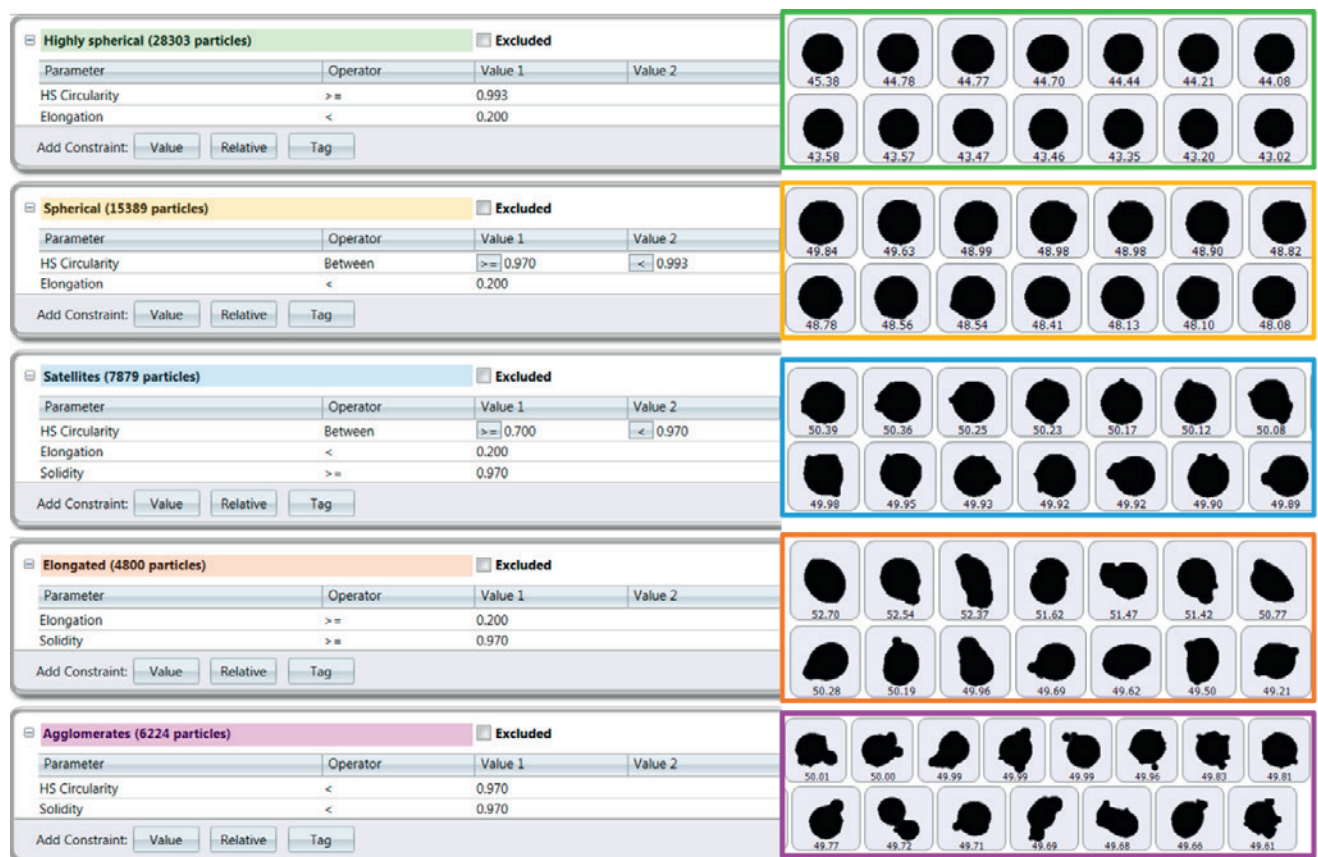 Highly spherical (28303 particles) Excluded
Parameter Operator Value 1 Value 2
HS Circularity >= 0.993
Elongation < 0.200
Add Constraint: Value Relative Tag
45.38 44.78 44.77 44.70 44.44 44.21 44.08
43.58 43.57 43.47 43.46 43.35 43.20 43.02
Spherical (15389 particles) Excluded
Parameter Operator Value 1 Value 2
HS Circularity Between >= 0.970 < 0.993
Elongation < 0.200
Add Constraint: Value Relative Tag
49.84 49.63 48.99 48.98 48.98 48.90 48.82
48.78 48.56 48.54 48.41 48.13 48.10 48.08
Satellites (7879 particles) Excluded
Parameter Operator Value 1 Value 2
HS Circularity Between >= 0.700 < 0.970
Elongation < 0.200
Solidity >= 0.970
Add Constraint: Value Relative Tag
50.39 50.36 50.25 50.23 50.17 50.12 50.08
49.98 49.95 49.93 49.92 49.92 49.90 49.89
Elongated (4800 particles) Excluded
Parameter Operator Value 1 Value 2
Elongation >= 0.200
Solidity >= 0.970
Add Constraint: Value Relative Tag
52.70 52.54 52.37 51.62 51.47 51.42 50.77
50.28 50.19 49.96 49.69 49.62 49.50 49.21
Agglomerates (6224 particles) Excluded
Parameter Operator Value 1 Value 2
HS Circularity < 0.970
Solidity < 0.970
Add Constraint: Value Relative Tag
50.01 50.00 49.99 49.99 49.99 49.96 49.83 49.81
49.77 49.72 49.71 49.69 49.68 49.66 49.61